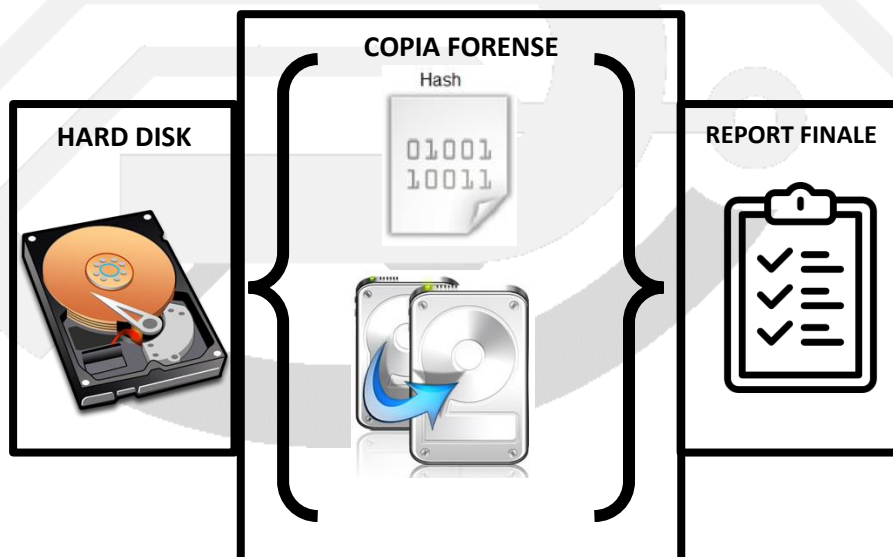 COPIA FORENSE
Hash
01001
10011
HARD DISK
REPORT FINALE